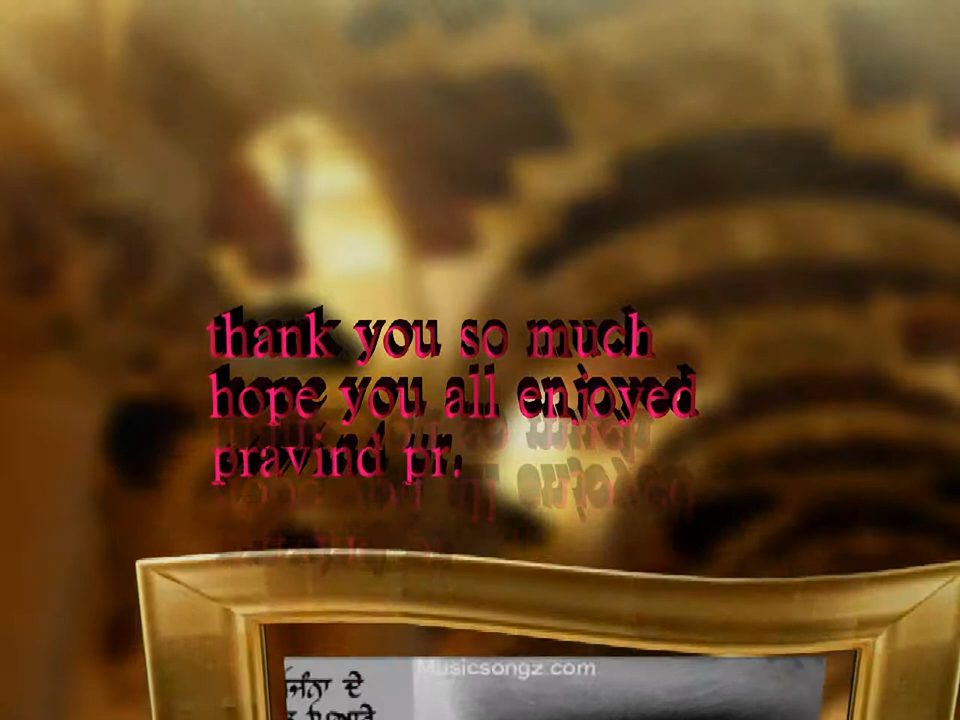 thank you so much
hope you all enjoyed
pravind pr.
Musicsongz com
ਜਿੰਨਾ ਦੇ